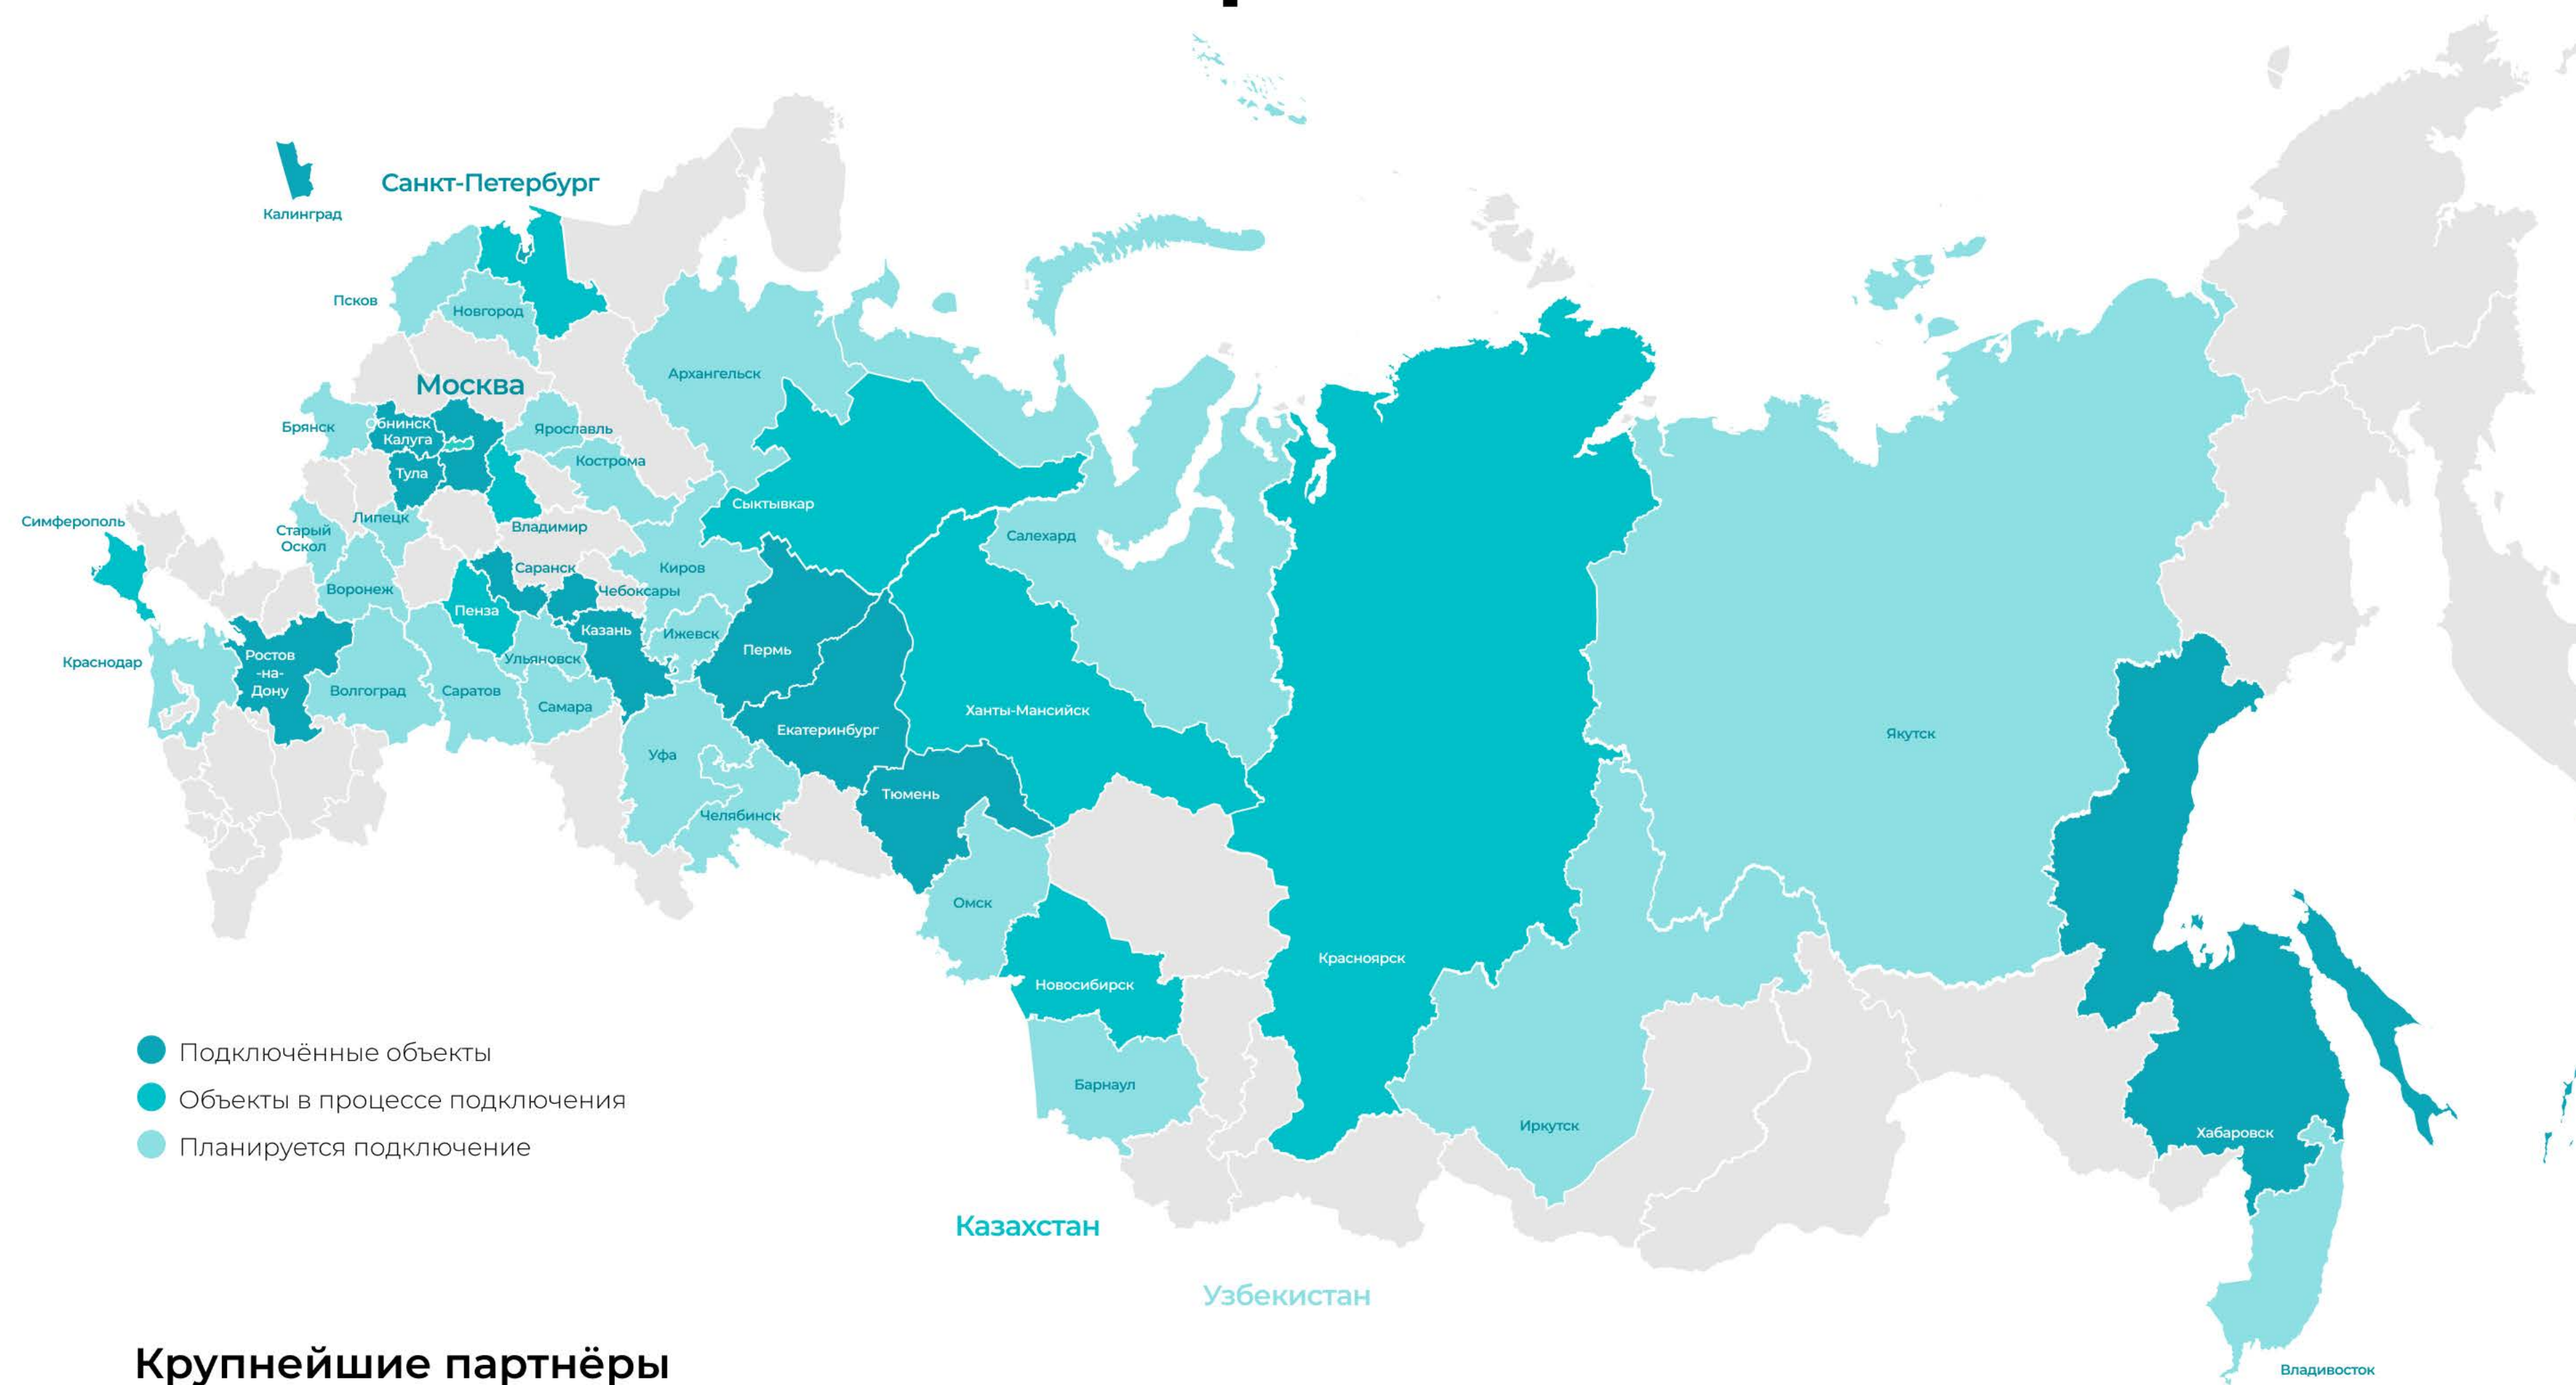 Санкт-Петербург
Калининград
Псков
Новгород
Москва
Архангельск
Обнинск
Калуга
Брянск
Ярославль
Тула
Кострома
Сыктывкар
Симферополь
Старый
Оскол
Липецк
Владимир
Салехард
Саранск
Киров
Воронеж
Чебоксары
Пенза
Казань
Ижевск
Пермь
Краснодар
Ростов
-на-
Дону
Ульяновск
Волгоград
Саратов
Самара
Ханты-Мансийск
Екатеринбург
Якутск
Уфа
Тюмень
Челябинск
Омск
Красноярск
Новосибирск
Барнаул
Иркутск
Хабаровск
Подключённые объекты
Объекты в процессе подключения
Планируется подключение
Казахстан
Узбекистан
Владивосток
Крупнейшие партнёры